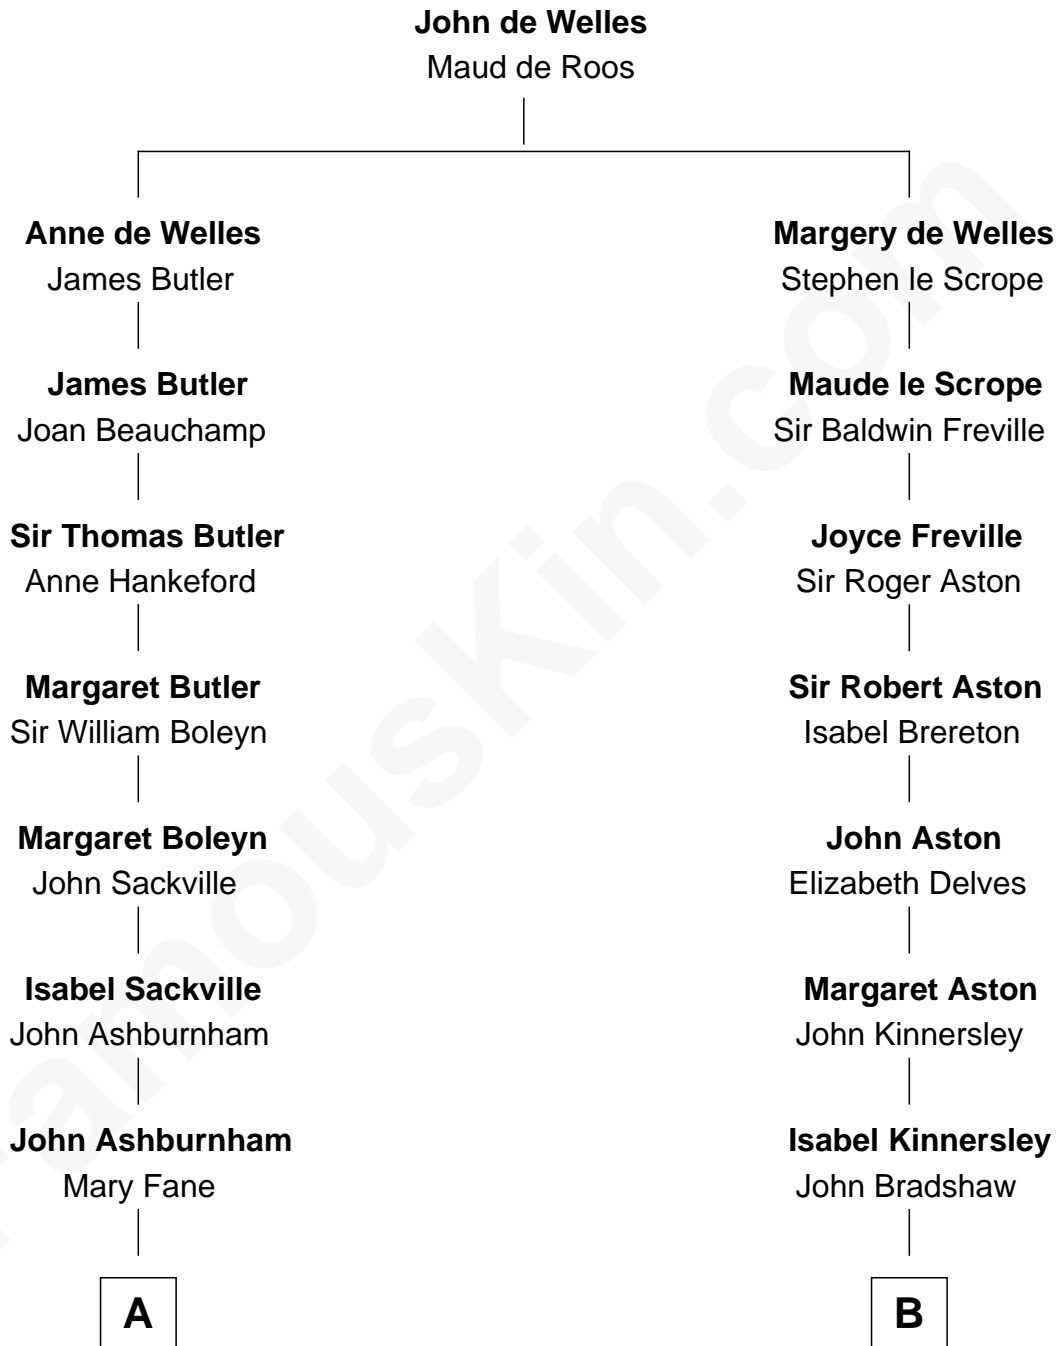 John de Welles
Maud de Roos
Anne de Welles
James Butler
Margery de Welles
Stephen le Scrope
James Butler
Joan Beauchamp
Maude le Scrope
Sir Baldwin Freville
Sir Thomas Butler
Anne Hankeford
Joyce Freville
Sir Roger Aston
Margaret Butler
Sir William Boleyn
Sir Robert Aston
Isabel Brereton
Margaret Boleyn
John Sackville
John Aston
Elizabeth Delves
Isabel Sackville
John Ashburnham
Margaret Aston
John Kinnersley
John Ashburnham
Mary Fane
Isabel Kinnersley
John Bradshaw
A
B
FamousKin.com